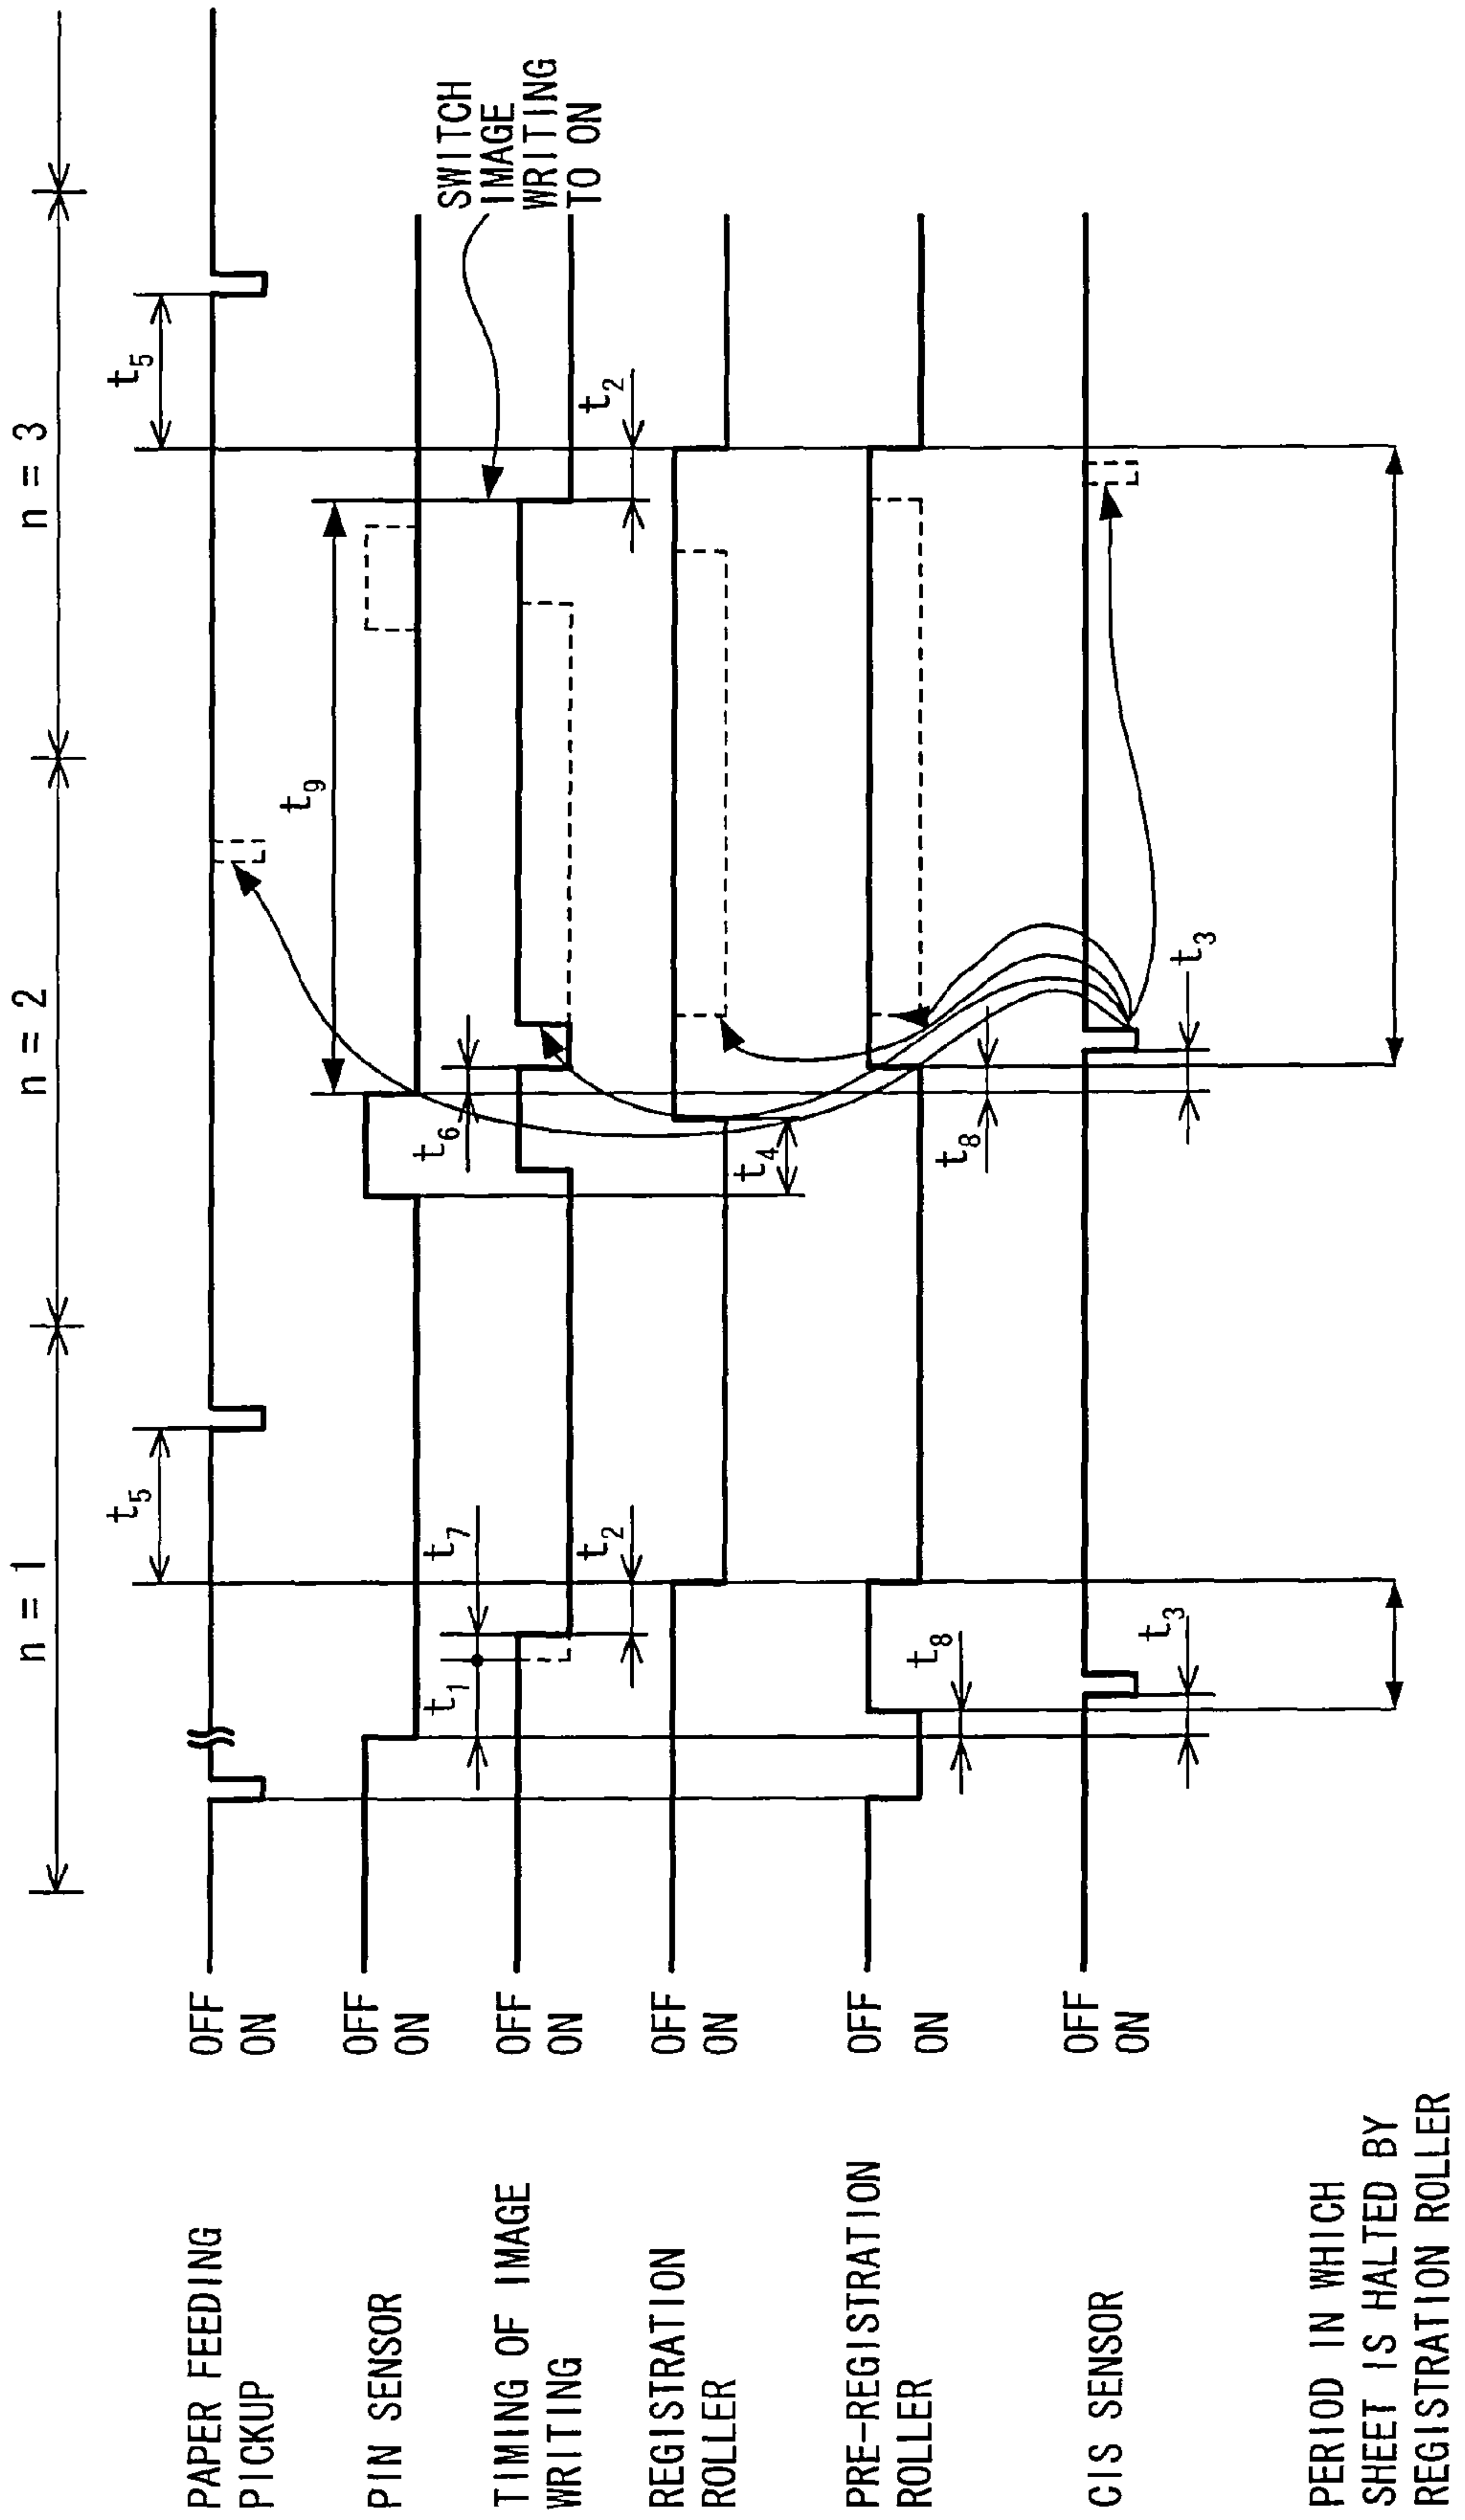 n = 1
n = 2
n = 3
PAPER FEEDING
PICKUP
OFF
ON
t5
t5
PIN SENSOR
OFF
ON
t9
TIMING OF IMAGE
WRITING
OFF
ON
t1
t7
t6
SWITCH
IMAGE
WRITING
TO ON
REGISTRATION
ROLLER
OFF
ON
t2
t4
t2
PRE-REGISTRATION
ROLLER
OFF
ON
t8
t8
CIS SENSOR
OFF
ON
t3
t3
PERIOD IN WHICH
SHEET IS HALTED BY
REGISTRATION ROLLER